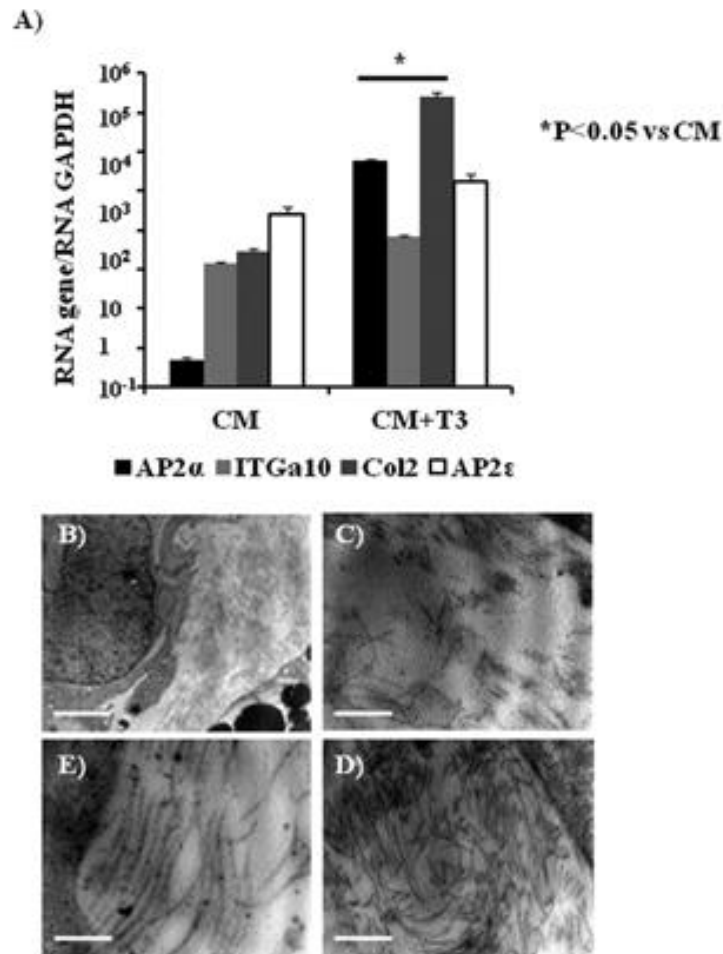 A)
RNA gene/RNA GAPDH
10⁶
10⁵
10⁴
10³
10²
10
1
10⁻¹
*
*P<0.05 vs CM
CM
CM+T3
AP2α ITGa10 Col2 AP2ε
B)
C)
E)
D)